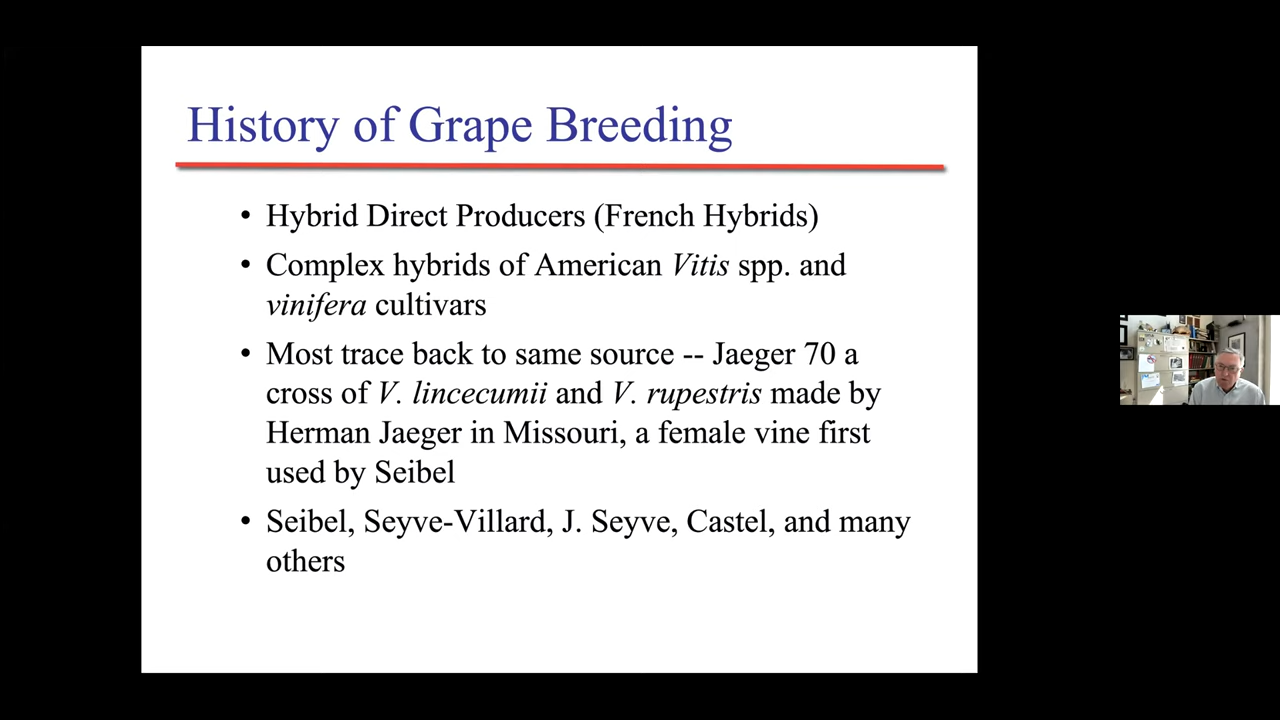 History of Grape Breeding
• Hybrid Direct Producers (French Hybrids)
• Complex hybrids of American Vitis spp. and
vinifera cultivars
• Most trace back to same source -- Jaeger 70 a
cross of V. lincecumii and V. rupestris made by
Herman Jaeger in Missouri, a female vine first
used by Seibel
• Seibel, Seyve-Villard, J. Seyve, Castel, and many
others